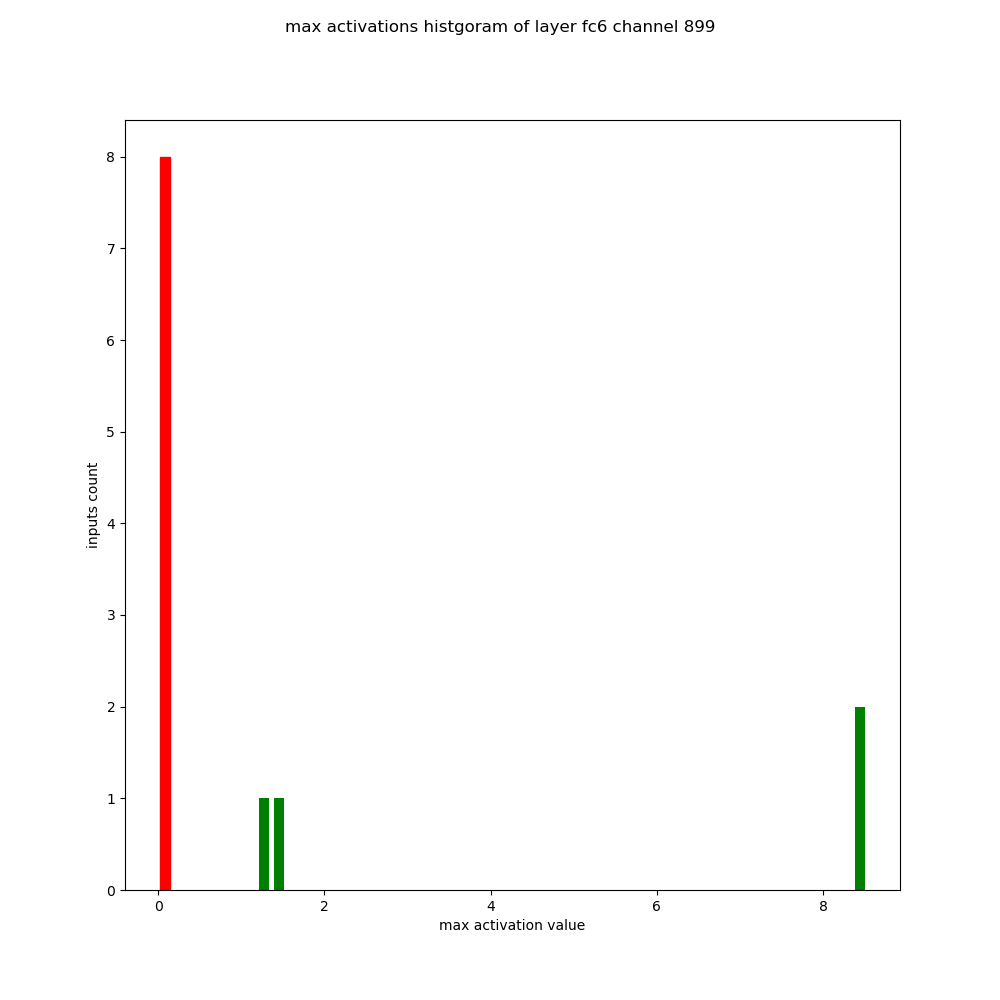 max activations histgoram of layer fc6 channel 899
8
7
6
5
4
3
2
1
0
inputs count
0 2 4 6 8
max activation value